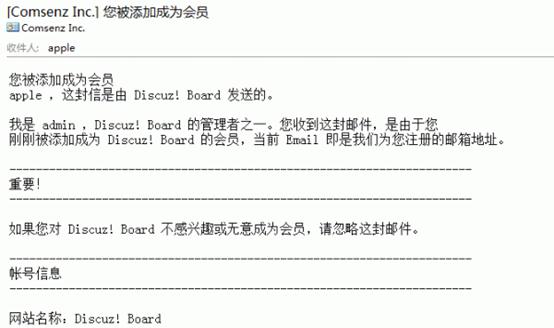 [Comsenz Inc.] 您被添加成为会员
Comsenz Inc.
收件人： apple
您被添加成为会员
apple ，这封信是由 Discuz! Board 发送的。
我是 admin ，Discuz! Board 的管理者之一。您收到这封邮件，是由于您
刚刚被添加成为 Discuz! Board 的会员，当前 Email 即是我们为您注册的邮箱地址。
----------------------------------------------------------------------
重要！
----------------------------------------------------------------------
如果您对 Discuz! Board 不感兴趣或无意成为会员，请忽略这封邮件。
----------------------------------------------------------------------
帐号信息
----------------------------------------------------------------------
网站名称：Discuz! Board